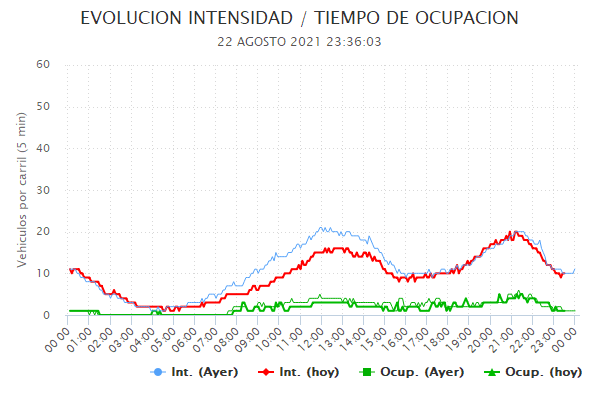 EVOLUCION INTENSIDAD / TIEMPO DE OCUPACION
22 AGOSTO 2021 23:36:03
Vehiculos por carril (5 min)
60
50
40
30
20
10
0
00:00 01:00 02:00 03:00 04:00 05:00 06:00 07:00 08:00 09:00 10:00 11:00 12:00 13:00 14:00 15:00 16:00 17:00 18:00 19:00 20:00 21:00 22:00 23:00 00:00
Int. (Ayer) Int. (hoy) Ocup. (Ayer) Ocup. (hoy)